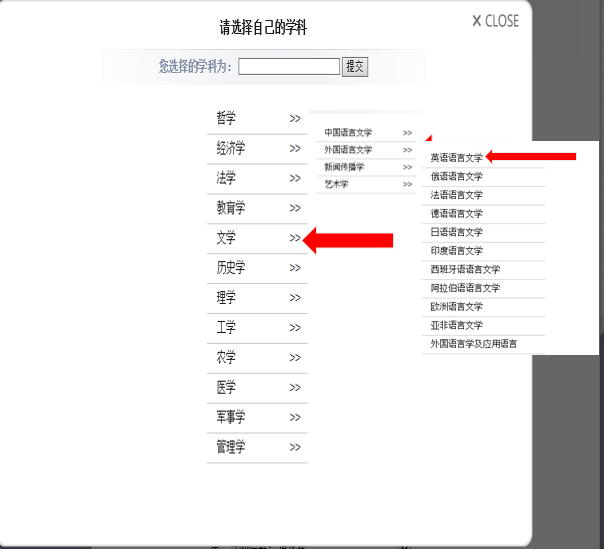 请选择自己的学科
X CLOSE
您选择的学科为： 提交
哲学 >>
经济学 >>
法学 >>
教育学 >>
文学 >>
历史学 >>
理学 >>
工学 >>
农学 >>
医学 >>
军事学 >>
管理学 >>
中国语言文学 >>
外国语言文学 >>
新闻传播学 >>
艺术学 >>
英语语言文学
俄语语言文学
法语语言文学
德语语言文学
日语语言文学
印度语言文学
西班牙语语言文学
阿拉伯语语言文学
欧洲语言文学
亚非语言文学
外国语言学及应用语言